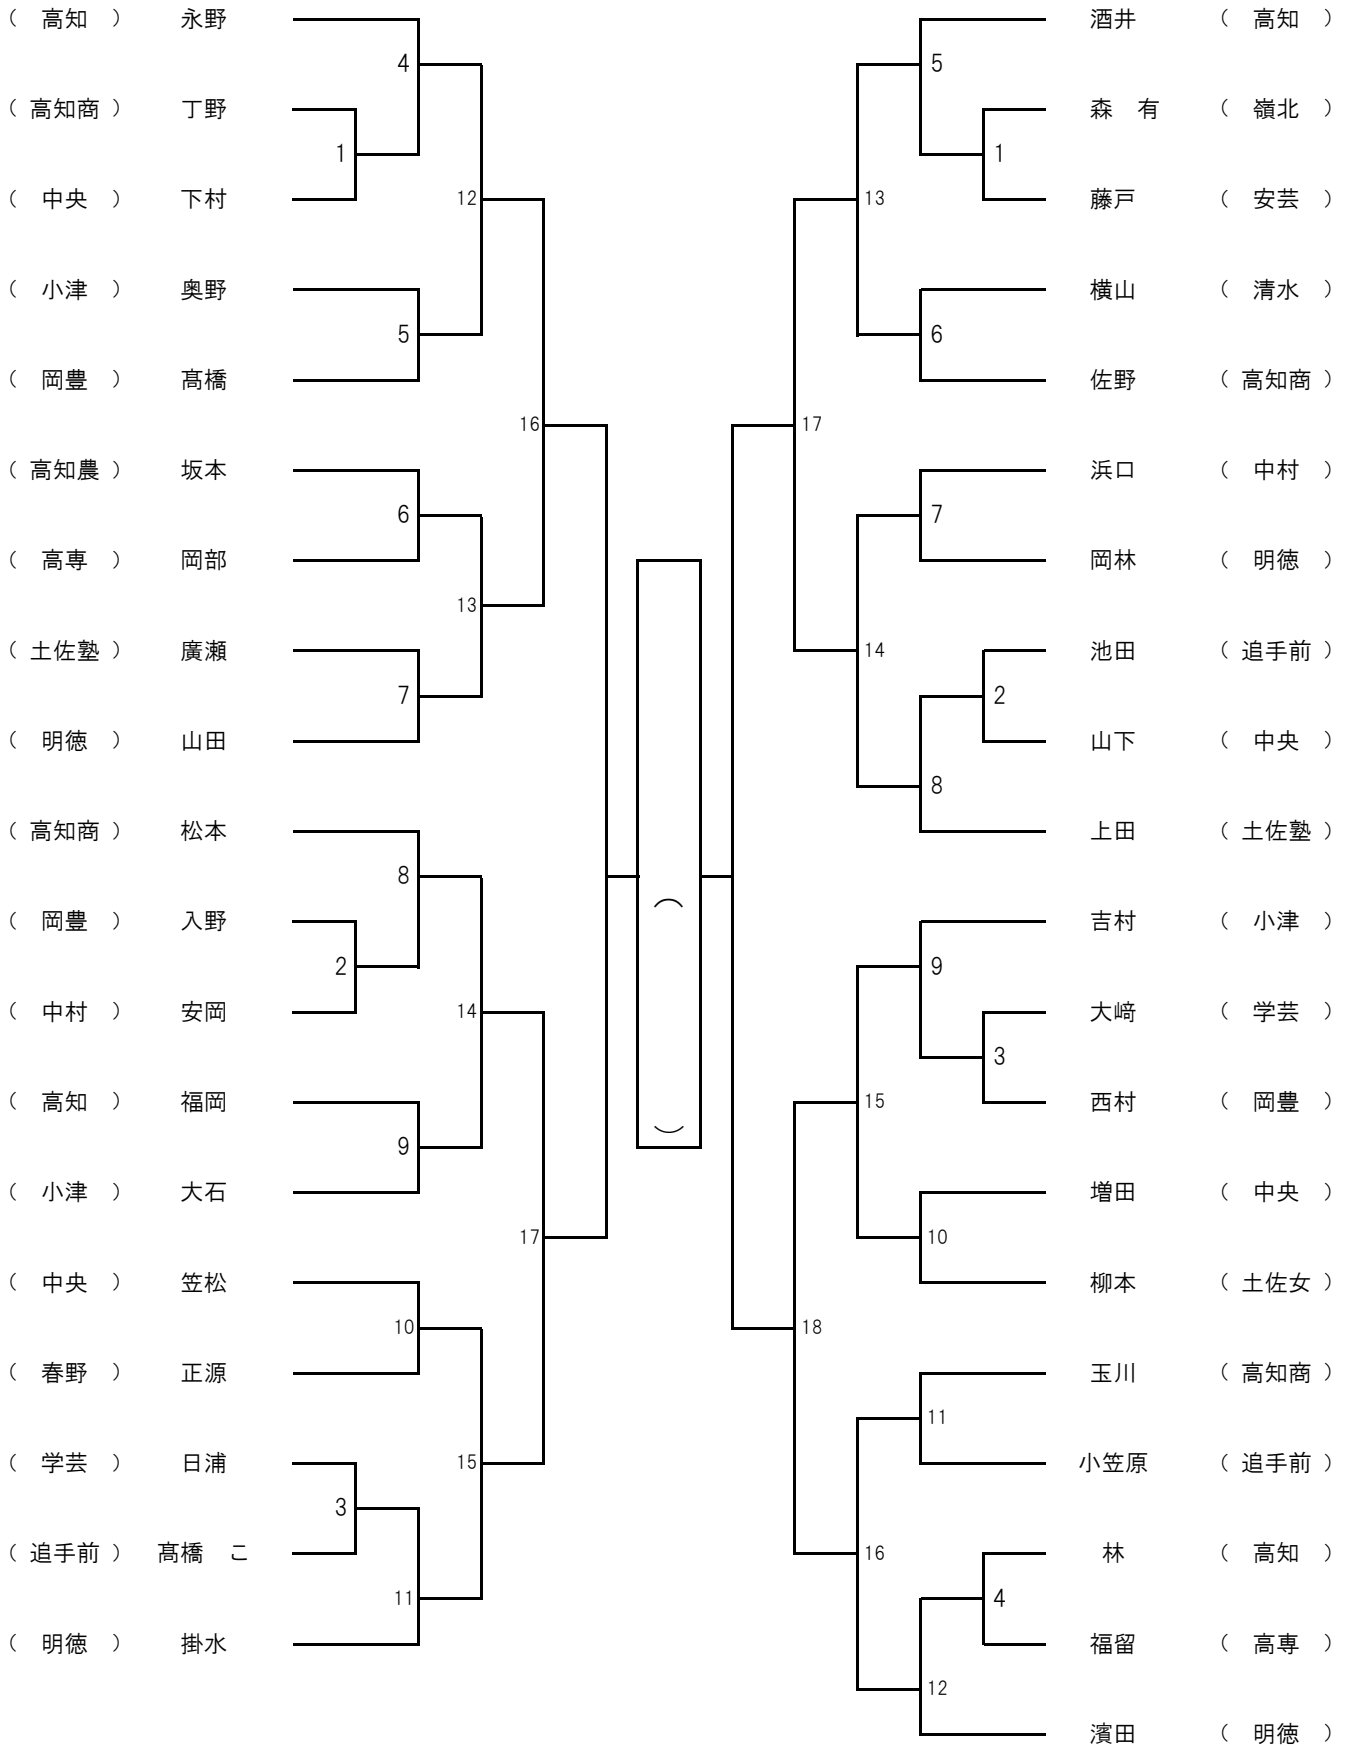 （　高知　）　永野
4
（ 高知商 ）　丁野
1
（　中央　）　下村
12
（　小津　）　奥野
5
（　岡豊　）　髙橋
16
（ 高知農 ）　坂本
6
（　高専　）　岡部
13
（ 土佐塾 ）　廣瀬
7
（　明徳　）　山田
（ 高知商 ）　松本
8
（　岡豊　）　入野
2
（　中村　）　安岡
14
（　高知　）　福岡
9
（　小津　）　大石
17
（　中央　）　笠松
10
（　春野　）　正源
（　学芸　）　日浦
15
3
（ 追手前 ）　髙橋　こ
11
（　明徳　）　掛水
（　）
酒井　（　高知　）
5
森　有　（　嶺北　）
1
藤戸　（　安芸　）
13
横山　（　清水　）
6
佐野　（ 高知商 ）
17
浜口　（　中村　）
7
岡林　（　明徳　）
池田　（ 追手前 ）
14
2
山下　（　中央　）
8
上田　（ 土佐塾 ）
吉村　（　小津　）
9
大﨑　（　学芸　）
3
西村　（　岡豊　）
15
増田　（　中央　）
10
柳本　（ 土佐女 ）
18
玉川　（ 高知商 ）
11
小笠原　（ 追手前 ）
林　（　高知　）
16
4
福留　（　高専　）
12
濱田　（　明徳　）